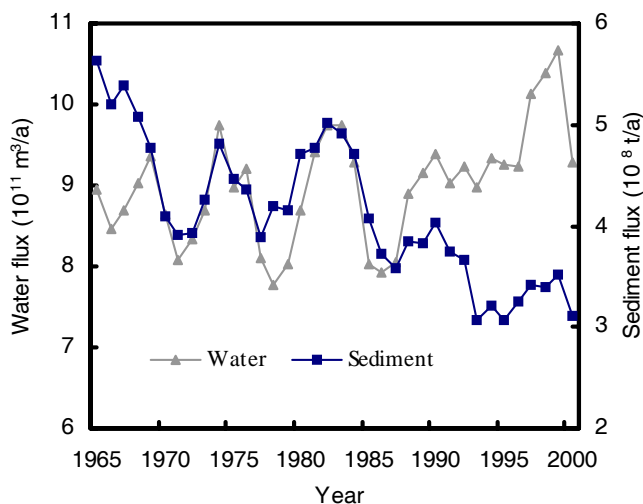 11
10
9
8
7
6
Water flux (10¹¹ m³/a)
6
5
4
3
2
Sediment flux (10⁸ t/a)
Water
Sediment
1965 1970 1975 1980 1985 1990 1995 2000
Year